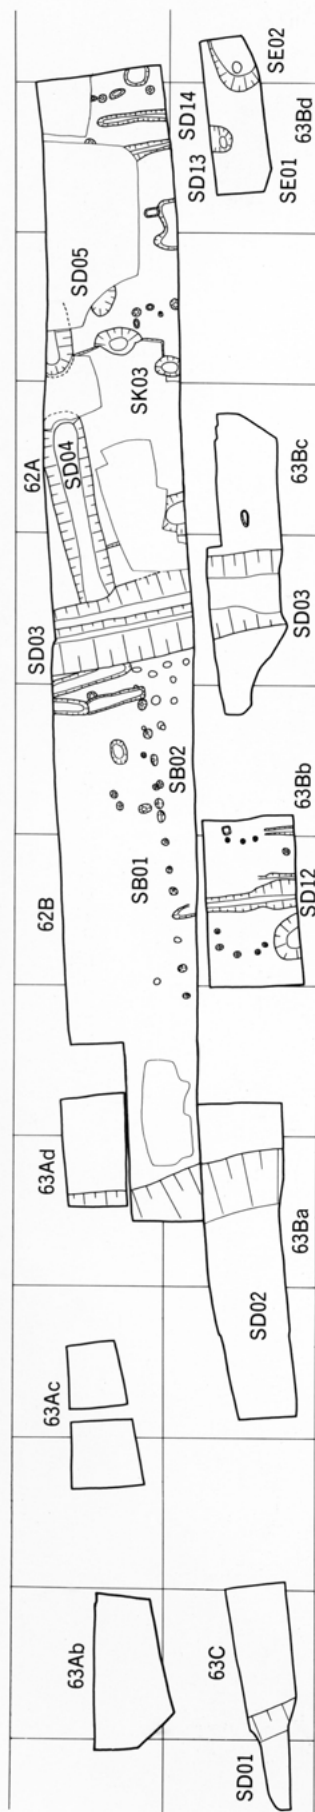 SE02
63Bd
SD14
SD13
SE01
SD05
SK03
62A
SD04
63Bc
SD03
SD03
SB02
63Bb
SB01
SD12
62B
63Ad
63Ba
SD02
63Ac
63Ab
63C
SD01